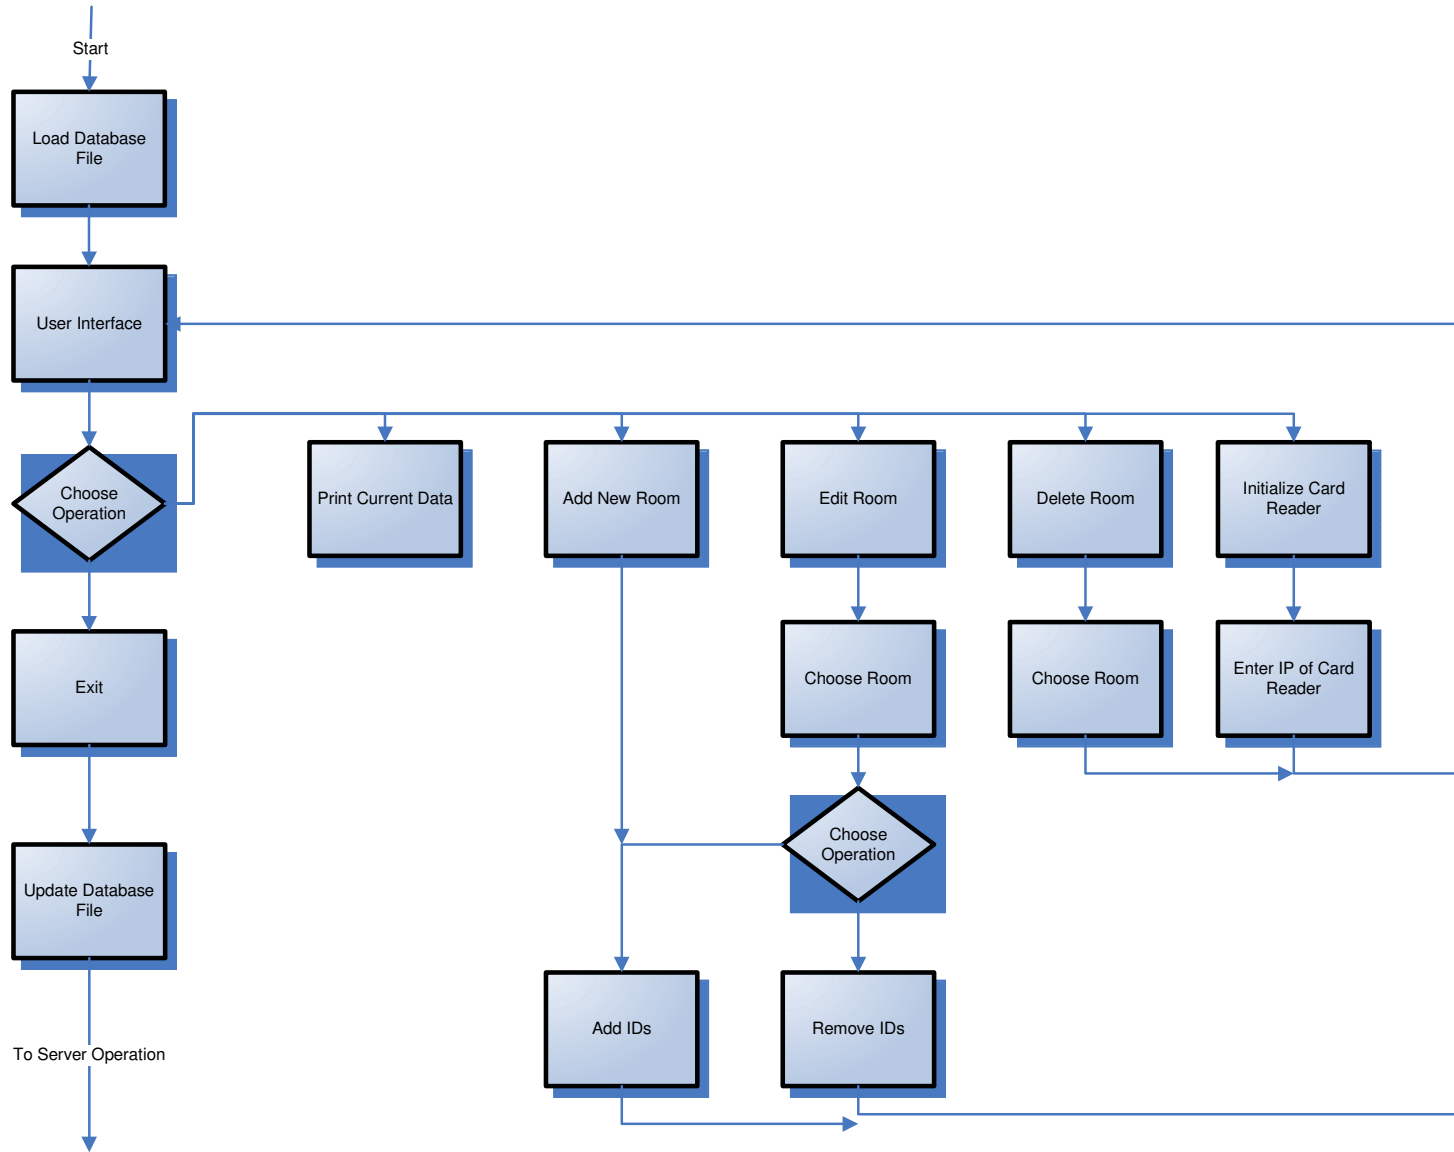 Start
Load Database
File
User Interface
Choose
Operation
Print Current Data
Add New Room
Edit Room
Delete Room
Initialize Card
Reader
Exit
Choose Room
Choose Room
Enter IP of Card
Reader
Choose
Operation
Update Database
File
Add IDs
Remove IDs
To Server Operation